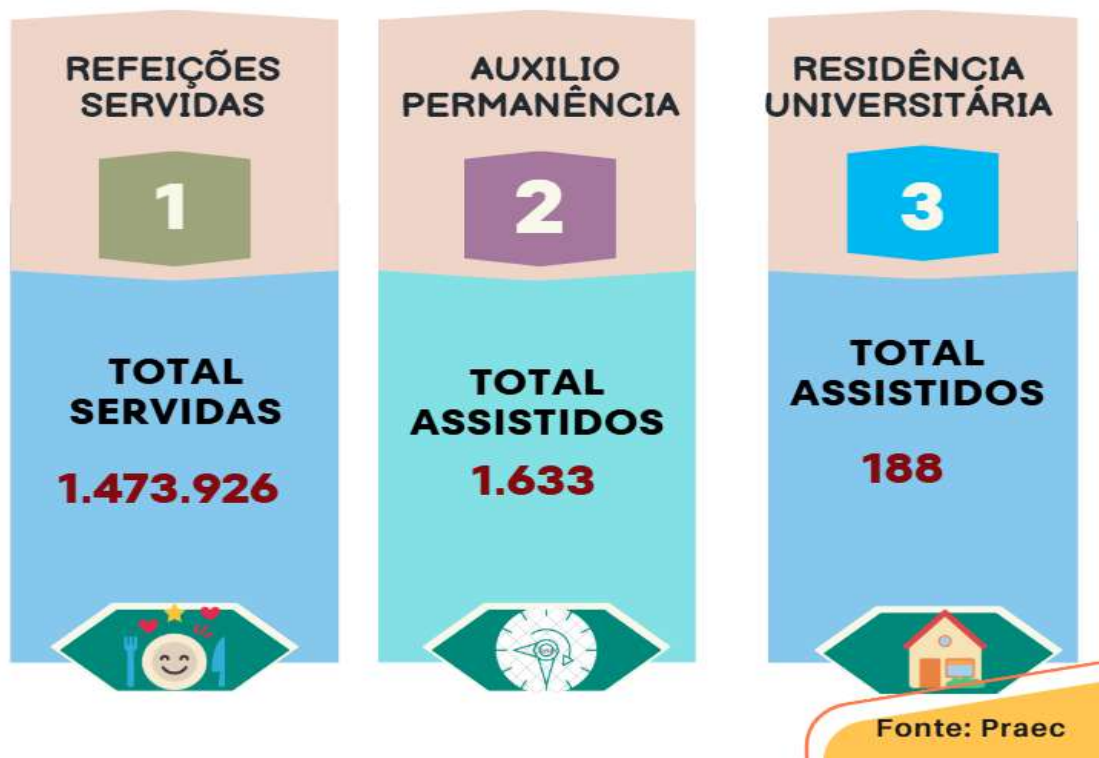 REFEIÇÕES
SERVIDAS
1
TOTAL
SERVIDAS
1.473.926
AUXILIO
PERMANÊNCIA
2
TOTAL
ASSISTIDOS
1.633
RESIDÊNCIA
UNIVERSITÁRIA
3
TOTAL
ASSISTIDOS
188
Fonte: Praec